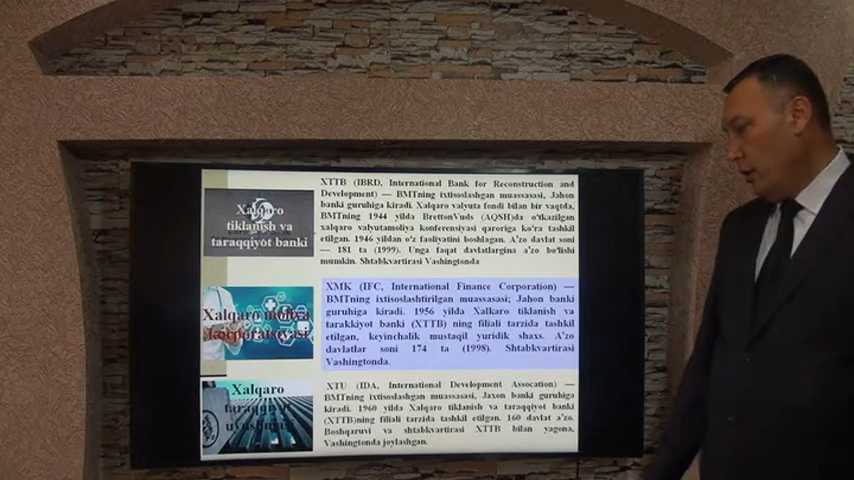 Xalqaro
tiklanish va
taraqqiyot banki
XTTB (IBRD, International Bank for Reconstruction and
Development) — BMTning ixtisoslashgan muassasasi, Jahon
banki guruhiga kiradi. Xalqaro valyuta fondi bilan bir vaqtda,
BMTning 1944 yilda BrettonVuds (AQSH)da o‘tkazilgan
xalqaro valyutamoliya konferensiyasi qaroriga ko‘ra tashkil
etilgan. 1946 yildan o‘z faoliyatini boshlagan. A’zo davlat soni
— 181 ta (1999). Unga faqat davlatlargina a’zo bo‘lishi
mumkin. Shtabkvartirasi Vashingtonda
Xalqaro moliya
korporatsiyasi
XMK (IFC, International Finance Corporation) —
BMTning ixtisoslashtirilgan muassasasi; Jahon banki
guruhiga kiradi. 1956 yilda Xalkaro tiklanish va
tarakkiyot banki (XTTB) ning filiali tarzida tashkil
etilgan, keyinchalik mustaqil yuridik shaxs. A’zo
davlatlar soni 174 ta (1998). Shtabkvartirasi
Vashingtonda.
Xalqaro
taraqqiyot
uyushmasi
XTU (IDA, International Development Assocation) —
BMTning ixtisoslashgan muassasasi, Jaxon banki guruhiga
kiradi. 1960 yilda Xalqaro tiklanish va taraqqiyot banki
(XTTB)ning filiali tarzida tashkil etilgan. 160 davlat a’zo.
Boshqaruvi va shtabkvartirasi XTTB bilan yagona,
Vashingtonda joylashgan.